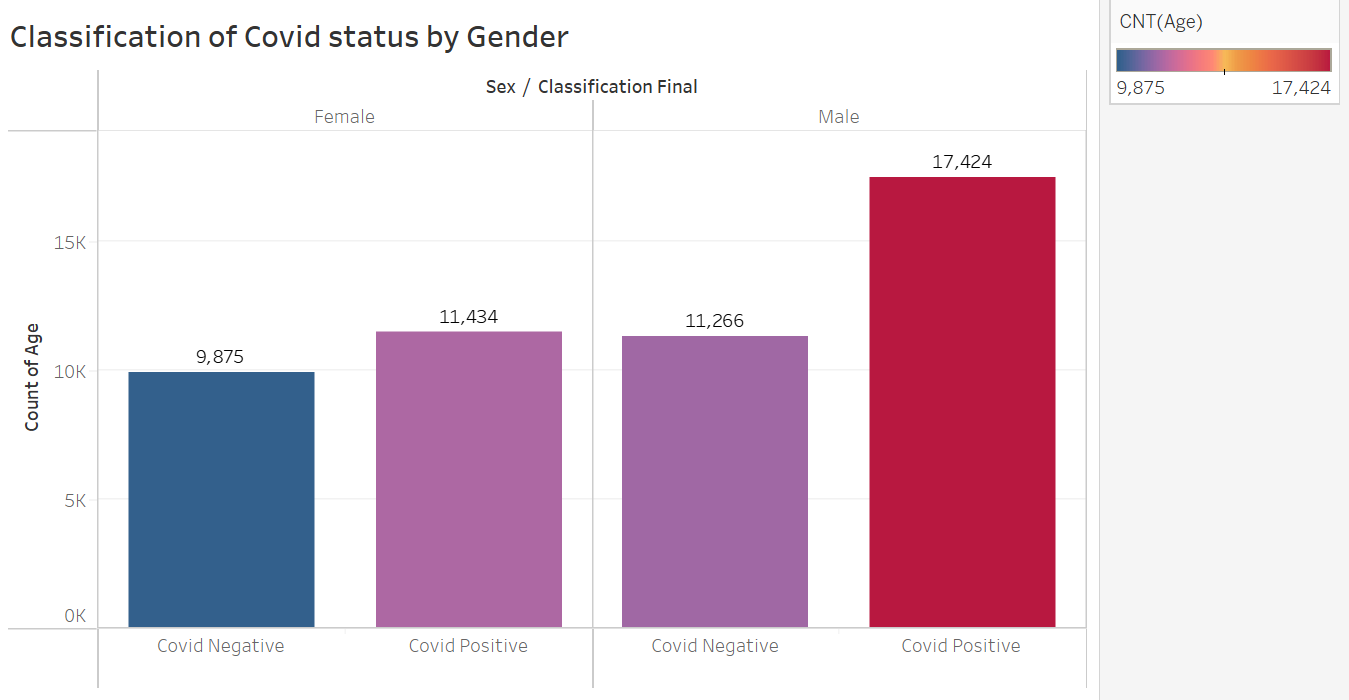 Classification of Covid status by Gender
Sex / Classification Final
Female
Male
Count of Age
15K
10K
5K
0K
9,875
11,434
11,266
17,424
Covid Negative
Covid Positive
Covid Negative
Covid Positive
CNT(Age)
9,875
17,424